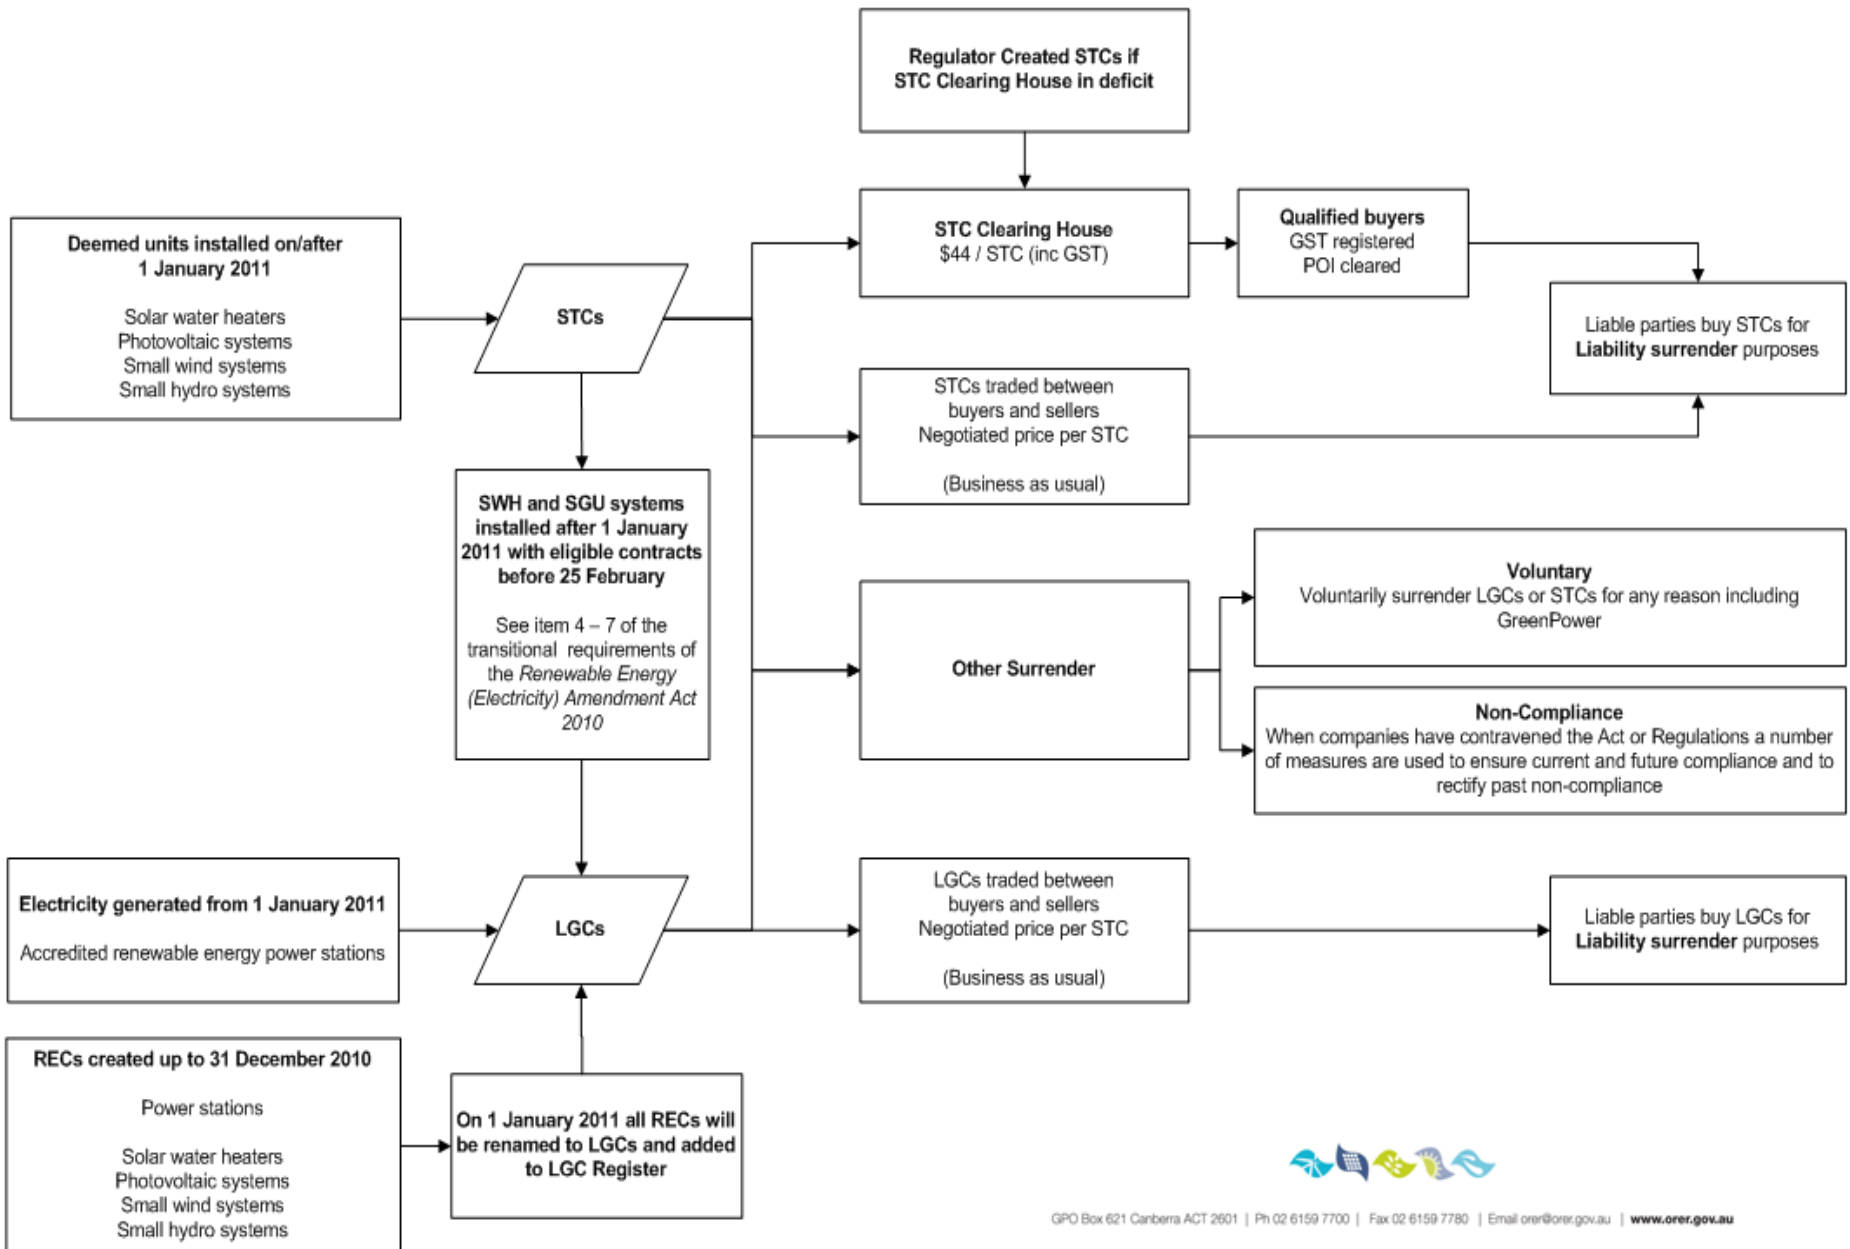 Regulator Created STCs if
STC Clearing House in deficit
Deemed units installed on/after
1 January 2011
Solar water heaters
Photovoltaic systems
Small wind systems
Small hydro systems
STCs
STC Clearing House
$44 / STC (inc GST)
Qualified buyers
GST registered
POI cleared
Liable parties buy STCs for
Liability surrender purposes
STCs traded between
buyers and sellers
Negotiated price per STC
(Business as usual)
SWH and SGU systems
installed after 1 January
2011 with eligible contracts
before 25 February
See item 4 – 7 of the
transitional requirements of
the Renewable Energy
(Electricity) Amendment Act
2010
Other Surrender
Voluntary
Voluntarily surrender LGCs or STCs for any reason including
GreenPower
Non-Compliance
When companies have contravened the Act or Regulations a number
of measures are used to ensure current and future compliance and to
rectify past non-compliance
Electricity generated from 1 January 2011
Accredited renewable energy power stations
LGCs
LGCs traded between
buyers and sellers
Negotiated price per STC
(Business as usual)
Liable parties buy LGCs for
Liability surrender purposes
RECs created up to 31 December 2010
Power stations
Solar water heaters
Photovoltaic systems
Small wind systems
Small hydro systems
On 1 January 2011 all RECs will
be renamed to LGCs and added
to LGC Register
GPO Box 621 Canberra ACT 2601 | Ph 02 6159 7700 | Fax 02 6159 7780 | Email orer@orer.gov.au | www.orer.gov.au